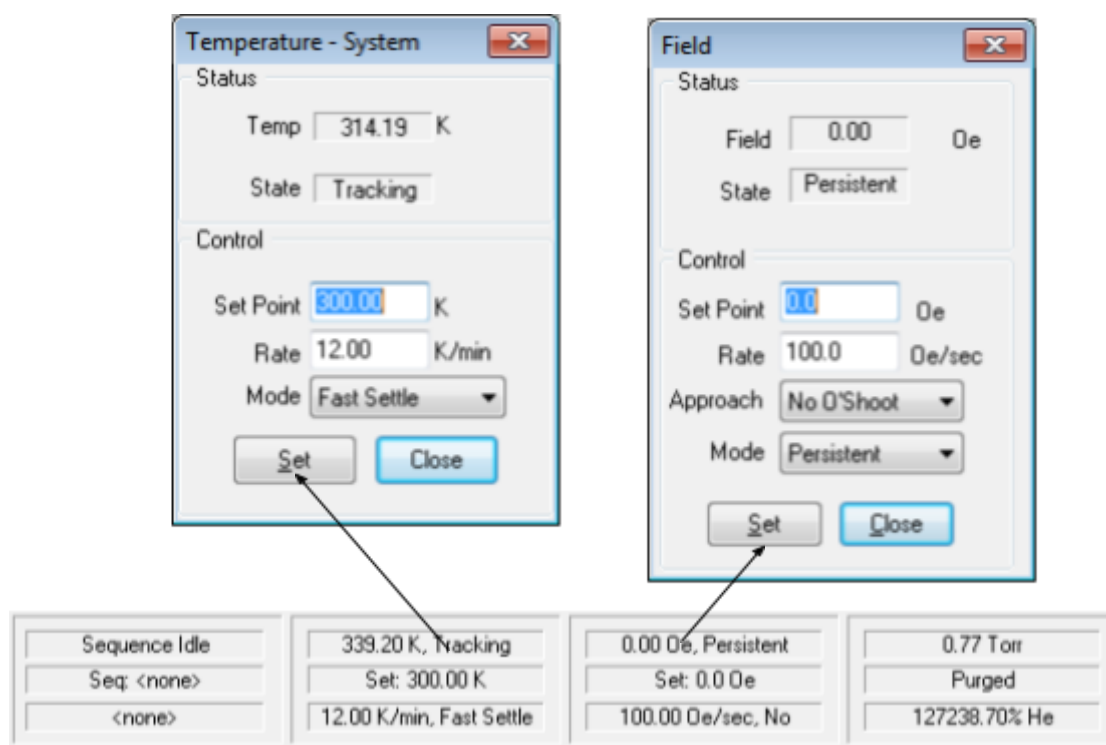 Temperature - System
Status
Temp 314.19 K
State Tracking
Control
Set Point 300.00 K
Rate 12.00 K/min
Mode Fast Settle
Set Close
Field
Status
Field 0.00 Oe
State Persistent
Control
Set Point 0.0 Oe
Rate 100.0 Oe/sec
Approach No O'Shoot
Mode Persistent
Set Close
Sequence Idle
Seq: <none>
<none>
339.20 K, Tracking
Set: 300.00 K
12.00 K/min, Fast Settle
0.00 Oe, Persistent
Set: 0.0 Oe
100.00 Oe/sec, No
0.77 Torr
Purged
127238.70% He